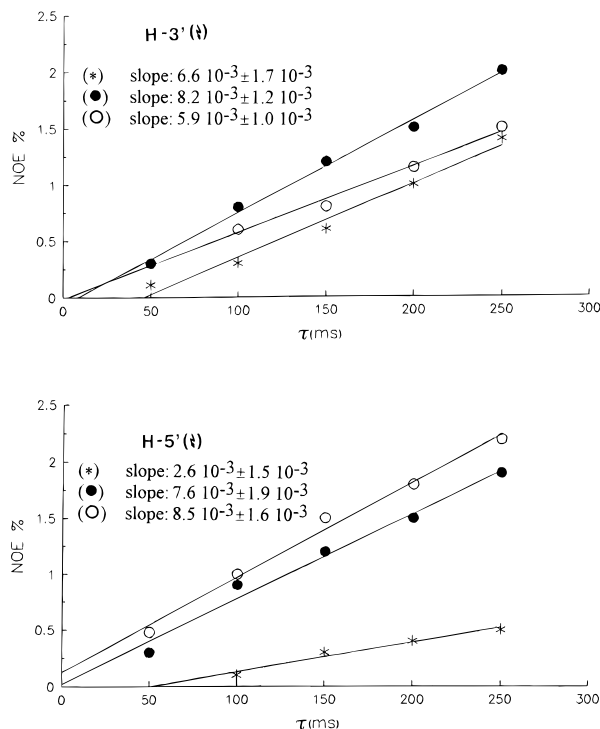 2.5
H-3'
(*) slope: 6.6 10-3±1.7 10-3
2
(●) slope: 8.2 10-3±1.2 10-3
(○) slope: 5.9 10-3±1.0 10-3
1.5
NOE %
1
0.5
0
0 50 100 150 200 250 300
τ(ms)
2.5
H-5'
2
(*) slope: 2.6 10-3±1.5 10-3
(●) slope: 7.6 10-3±1.9 10-3
(○) slope: 8.5 10-3±1.6 10-3
1.5
NOE %
1
0.5
0
0 50 100 150 200 250 300
τ(ms)